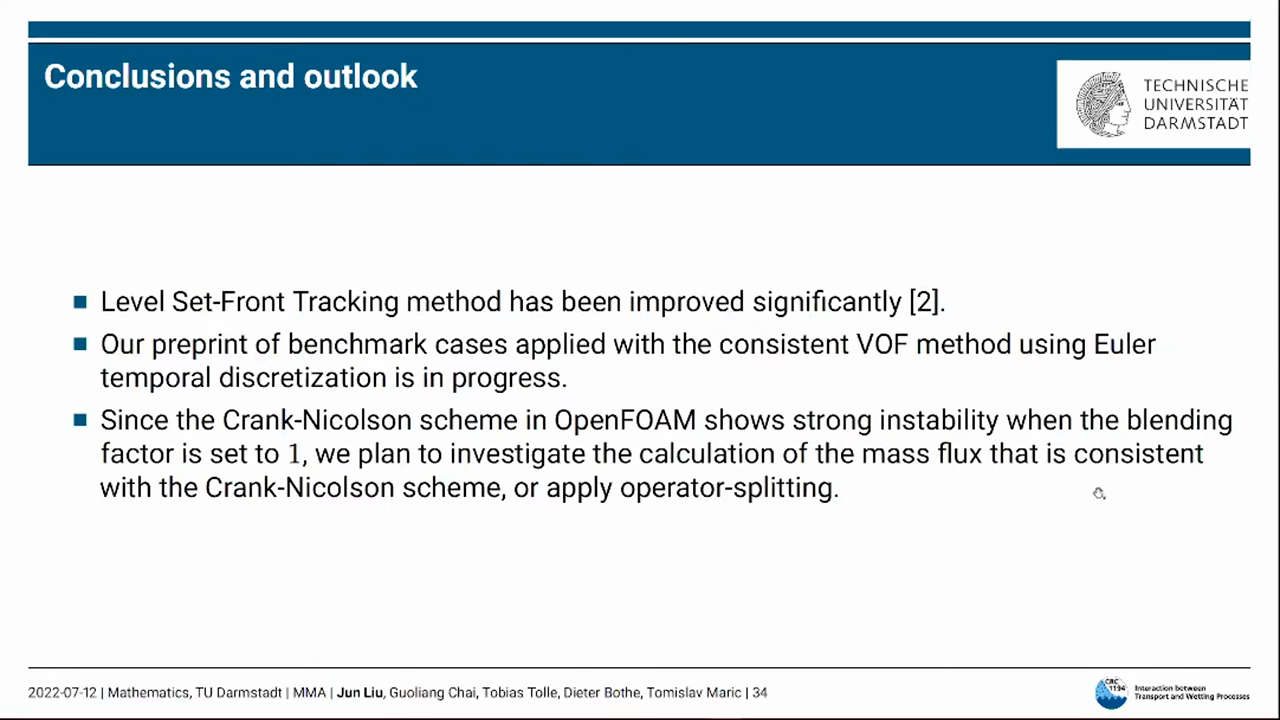 Conclusions and outlook
TECHNISCHE
UNIVERSITÄT
DARMSTADT
Level Set-Front Tracking method has been improved significantly [2].
Our preprint of benchmark cases applied with the consistent VOF method using Euler
temporal discretization is in progress.
Since the Crank-Nicolson scheme in OpenFOAM shows strong instability when the blending
factor is set to 1, we plan to investigate the calculation of the mass flux that is consistent
with the Crank-Nicolson scheme, or apply operator-splitting.
2022-07-12 | Mathematics, TU Darmstadt | MMA | Jun Liu, Guoliang Chai, Tobias Tolle, Dieter Bothe, Tomislav Maric | 34
CRC
1194
Interaction between
Transport and Wetting Processes